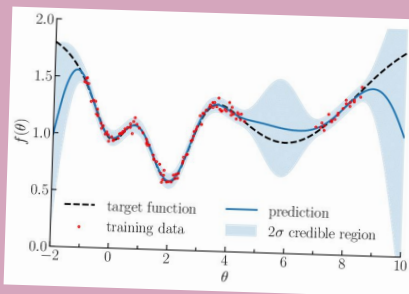 2.0
1.5
1.0
0.5
0.0
f(θ)
target function
training data
prediction
2σ credible region
−2 0 2 4 6 8 10
θ